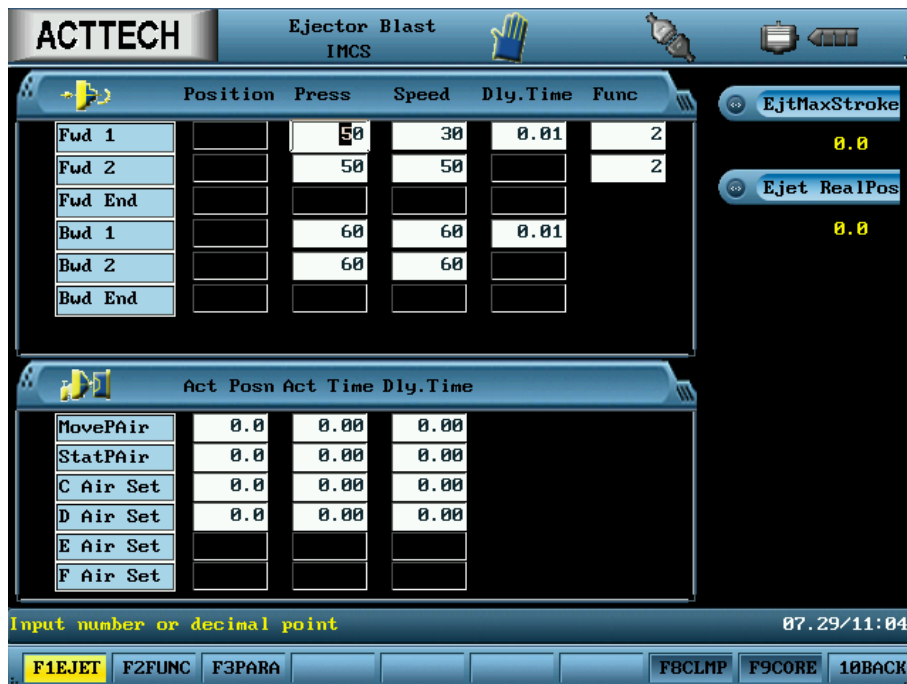 ACTTECH
Ejector Blast
IMCS
Position Press Speed Dly.Time Func
Fwd 1 50 30 0.01 2
Fwd 2 50 50 2
Fwd End
Bwd 1 60 60 0.01
Bwd 2 60 60
Bwd End
EjtMaxStroke
0.0
Ejet RealPos
0.0
Act Posn Act Time Dly.Time
MovePAir 0.0 0.00 0.00
StatPAir 0.0 0.00 0.00
C Air Set 0.0 0.00 0.00
D Air Set 0.0 0.00 0.00
E Air Set
F Air Set
Input number or decimal point 07.29/11:04
F1EJET F2FUNC F3PARA F8CLMP F9CORE 10BACK